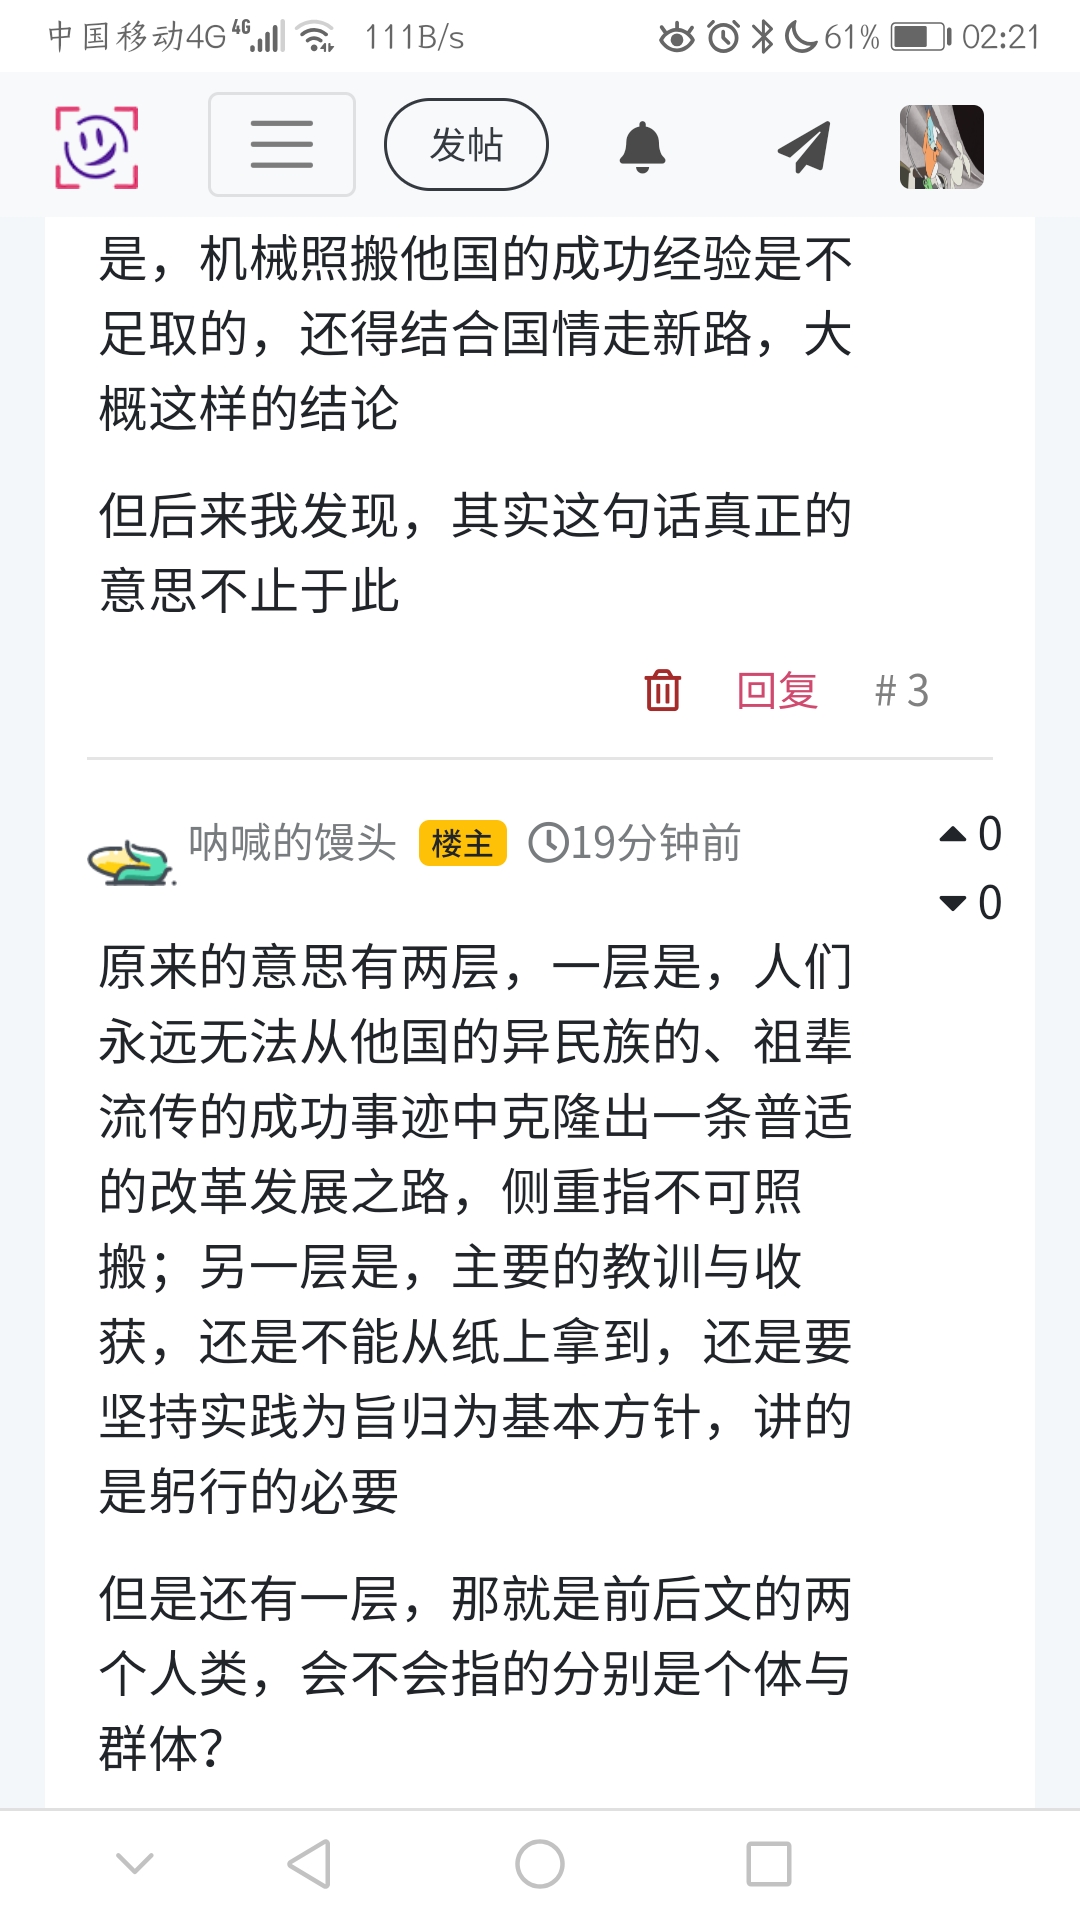 中国移动4G 4G 111B/s 61% 02:21
发帖
是，机械照搬他国的成功经验是不
足取的，还得结合国情走新路，大
概这样的结论
但后来我发现，其实这句话真正的
意思不止于此
回复 # 3
呐喊的馒头 楼主 19分钟前
0
0
原来的意思有两层，一层是，人们
永远无法从他国的异民族的、祖辈
流传的成功事迹中克隆出一条普适
的改革发展之路，侧重指不可照
搬；另一层是，主要的教训与收
获，还是不能从纸上拿到，还是要
坚持实践为旨归为基本方针，讲的
是躬行的必要
但是还有一层，那就是前后文的两
个人类，会不会指的分别是个体与
群体？